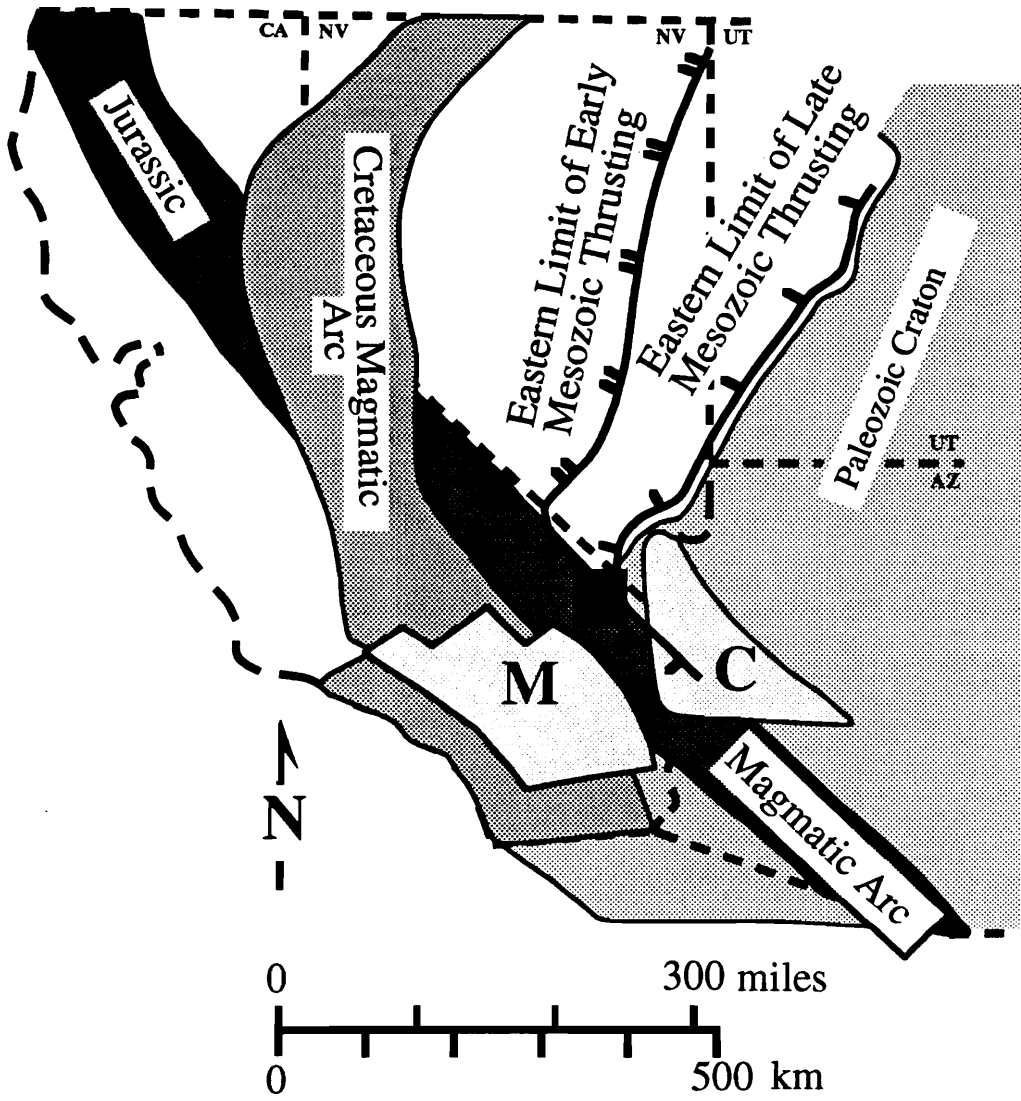 CA NV
NV UT
Jurassic
Cretaceous Magmatic
Arc
Eastern Limit of Early
Mesozoic Thrusting
Eastern Limit of Late
Mesozoic Thrusting
Paleozoic Craton
UT
AZ
M
C
Magmatic Arc
N
0 300 miles
0 500 km